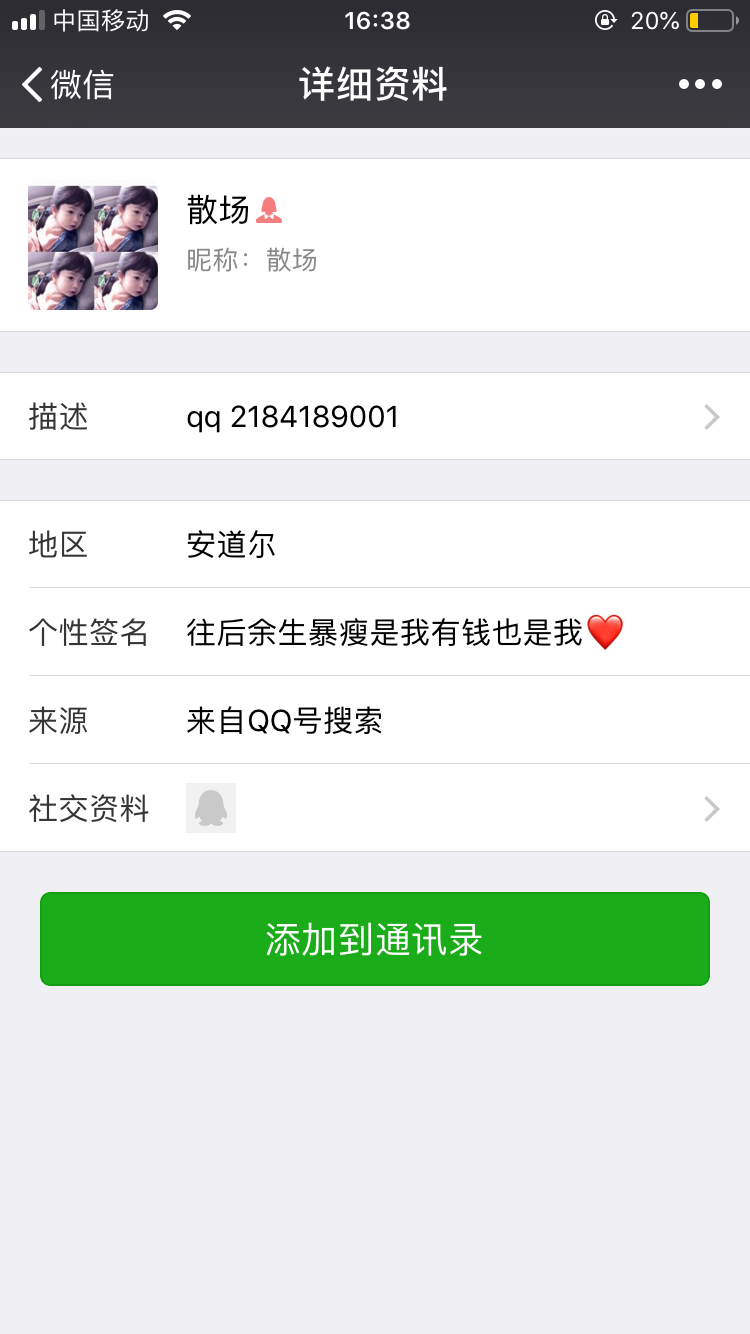 中国移动 16:38 20%
微信 详细资料
散场
昵称：散场
描述 qq 2184189001
地区 安道尔
个性签名 往后余生暴瘦是我有钱也是我❤️
来源 来自QQ号搜索
社交资料
添加到通讯录